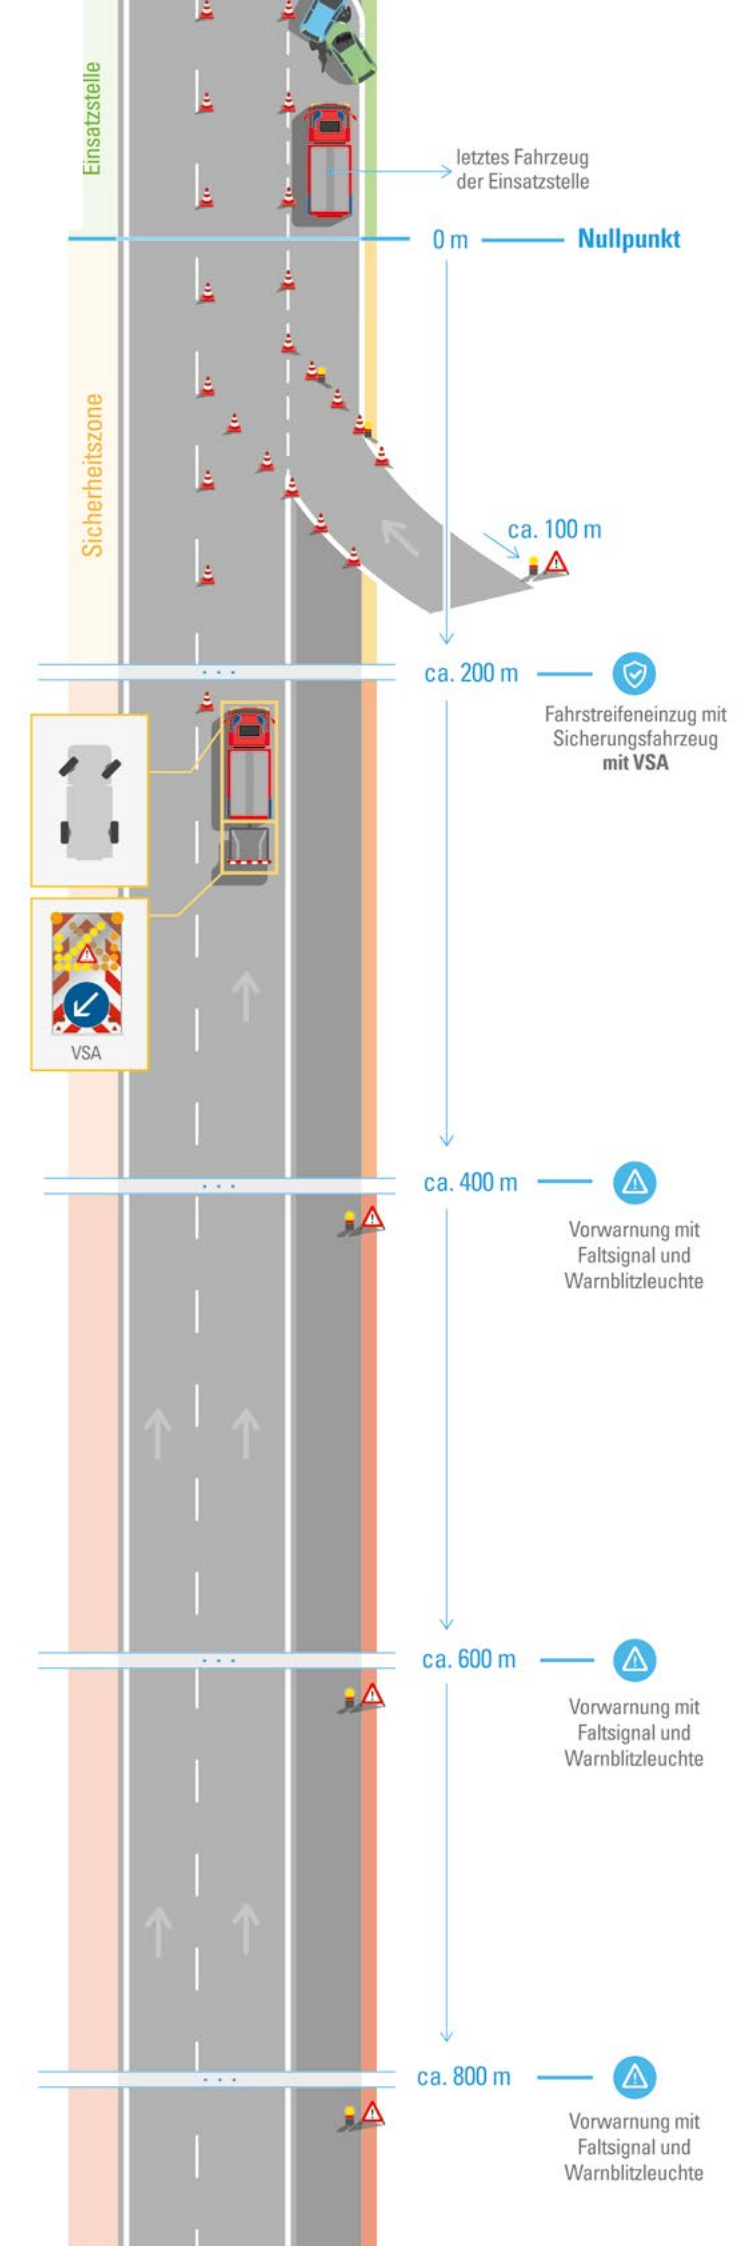 Einsatzstelle
letztes Fahrzeug
der Einsatzstelle
0 m
Nullpunkt
Sicherheitszone
ca. 100 m
ca. 200 m
Fahrstreifeneinzug mit
Sicherungsfahrzeug
mit VSA
VSA
ca. 400 m
Vorwarnung mit
Faltsignal und
Warnblitzleuchte
ca. 600 m
Vorwarnung mit
Faltsignal und
Warnblitzleuchte
ca. 800 m
Vorwarnung mit
Faltsignal und
Warnblitzleuchte